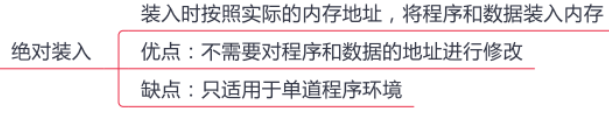 装入时按照实际的内存地址，将程序和数据装入内存
绝对装入
优点：不需要对程序和数据的地址进行修改
缺点：只适用于单道程序环境